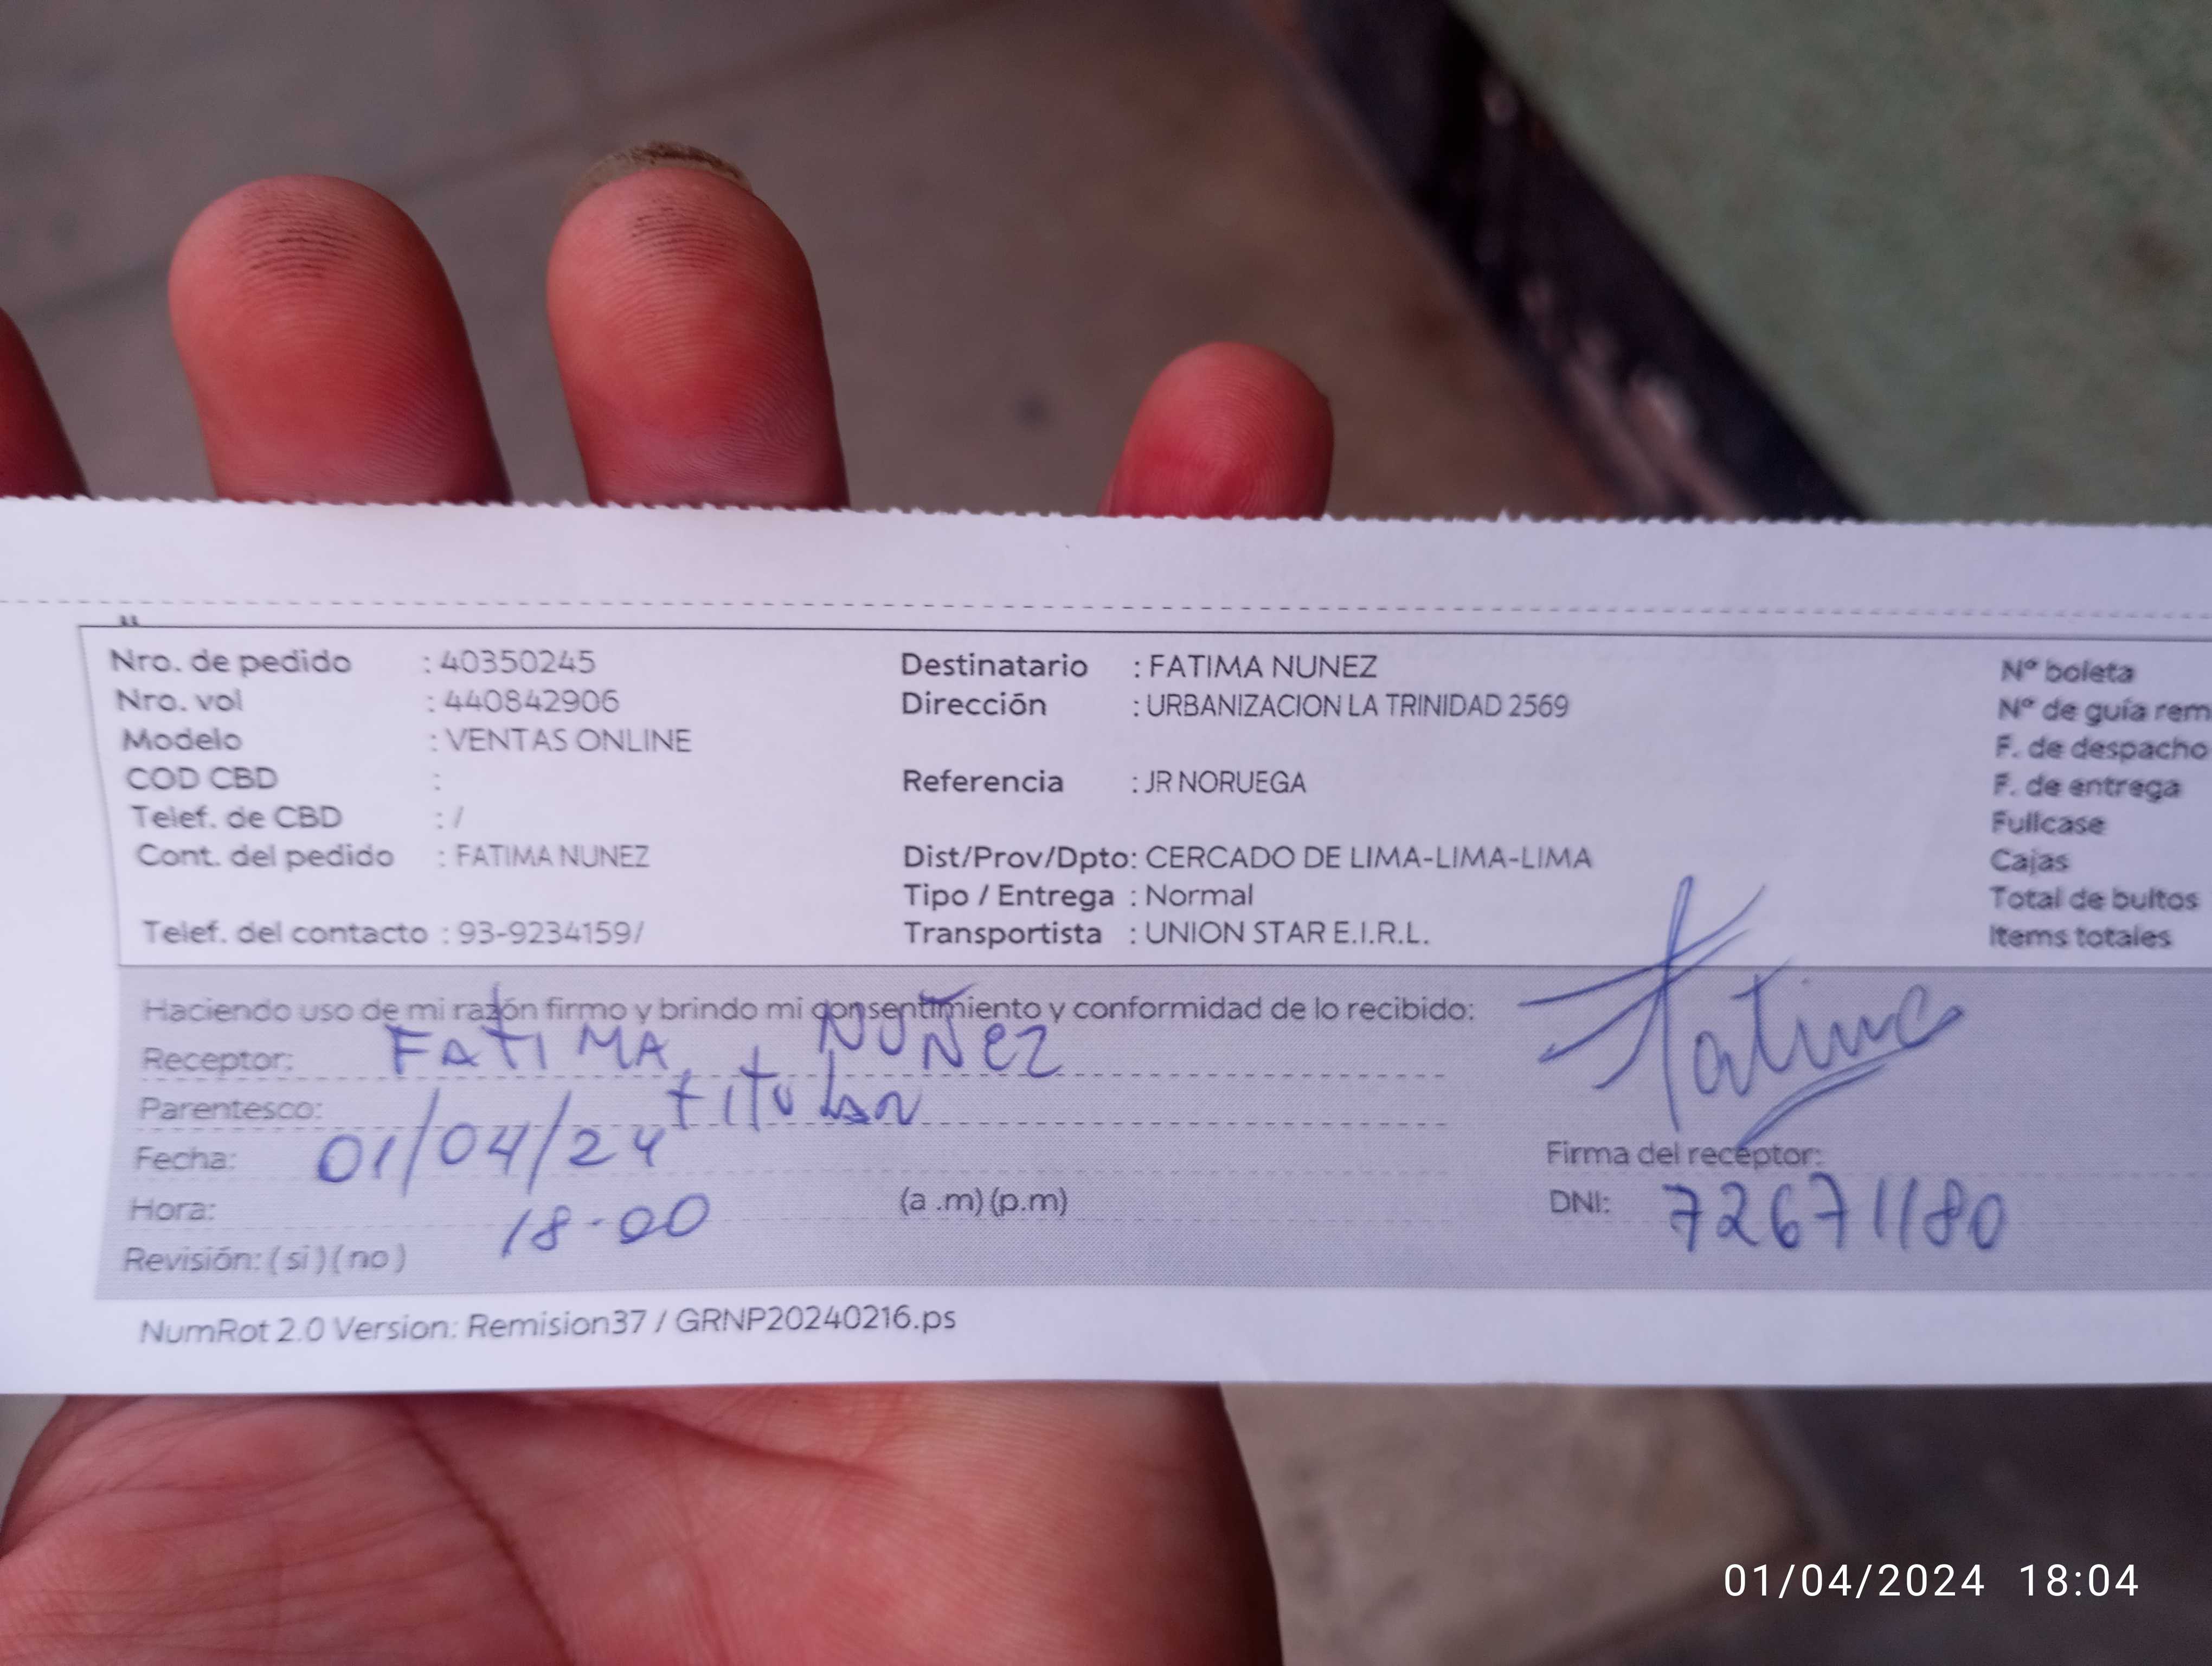 Nro. de pedido : 40350245
Nro. vol : 440842906
Modelo : VENTAS ONLINE
COD CBD :
Telef. de CBD : /
Cont. del pedido : FATIMA NUNEZ
Telef. del contacto : 93-9234159/
Destinatario : FATIMA NUNEZ
Dirección : URBANIZACION LA TRINIDAD 2569
Referencia : JR NORUEGA
Dist/Prov/Dpto: CERCADO DE LIMA-LIMA-LIMA
Tipo / Entrega : Normal
Transportista : UNION STAR E.I.R.L.
N° boleta
N° de guía rem
F. de despacho
F. de entrega
Fullcase
Cajas
Total de bultos
Items totales
Haciendo uso de mi razón firmo y brindo mi consentimiento y conformidad de lo recibido:
Receptor: FATIMA NUÑEZ
Parentesco: titular
Fecha: 01/04/24
Hora: 18-00 (a .m) (p.m)
Revisión: ( si ) ( no )
Fatima
Firma del receptor:
DNI: 72671180
NumRot 2.0 Version: Remision37 / GRNP20240216.ps
01/04/2024 18:04